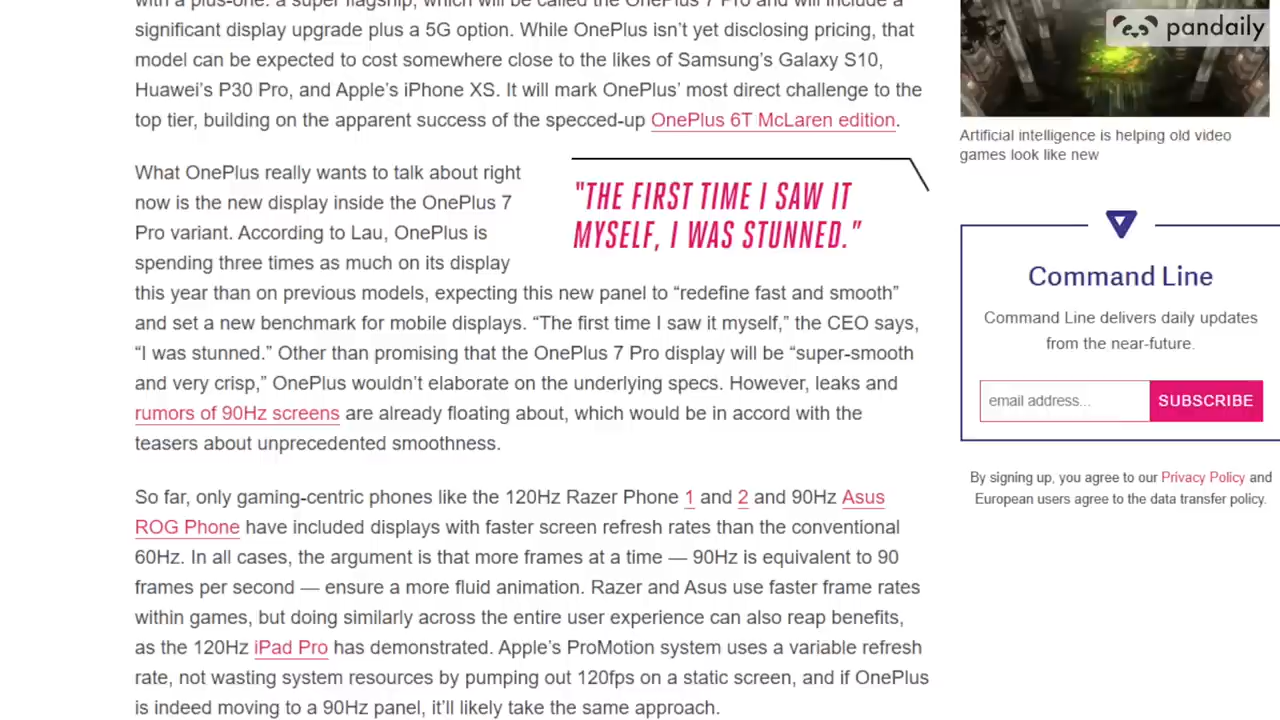 with a plus-one: a super flagship, which will be called the OnePlus 7 Pro and will include a
significant display upgrade plus a 5G option. While OnePlus isn’t yet disclosing pricing, that
model can be expected to cost somewhere close to the likes of Samsung’s Galaxy S10,
Huawei’s P30 Pro, and Apple’s iPhone XS. It will mark OnePlus’ most direct challenge to the
top tier, building on the apparent success of the specced-up OnePlus 6T McLaren edition.
What OnePlus really wants to talk about right
now is the new display inside the OnePlus 7
Pro variant. According to Lau, OnePlus is
spending three times as much on its display
this year than on previous models, expecting this new panel to “redefine fast and smooth”
and set a new benchmark for mobile displays. “The first time I saw it myself,” the CEO says,
“I was stunned.” Other than promising that the OnePlus 7 Pro display will be “super-smooth
and very crisp,” OnePlus wouldn’t elaborate on the underlying specs. However, leaks and
rumors of 90Hz screens are already floating about, which would be in accord with the
teasers about unprecedented smoothness.
"THE FIRST TIME I SAW IT
MYSELF, I WAS STUNNED.”
So far, only gaming-centric phones like the 120Hz Razer Phone 1 and 2 and 90Hz Asus
ROG Phone have included displays with faster screen refresh rates than the conventional
60Hz. In all cases, the argument is that more frames at a time — 90Hz is equivalent to 90
frames per second — ensure a more fluid animation. Razer and Asus use faster frame rates
within games, but doing similarly across the entire user experience can also reap benefits,
as the 120Hz iPad Pro has demonstrated. Apple’s ProMotion system uses a variable refresh
rate, not wasting system resources by pumping out 120fps on a static screen, and if OnePlus
is indeed moving to a 90Hz panel, it’ll likely take the same approach.
pandaily
Artificial intelligence is helping old video
games look like new
Command Line
Command Line delivers daily updates
from the near-future.
email address...
SUBSCRIBE
By signing up, you agree to our Privacy Policy and
European users agree to the data transfer policy.